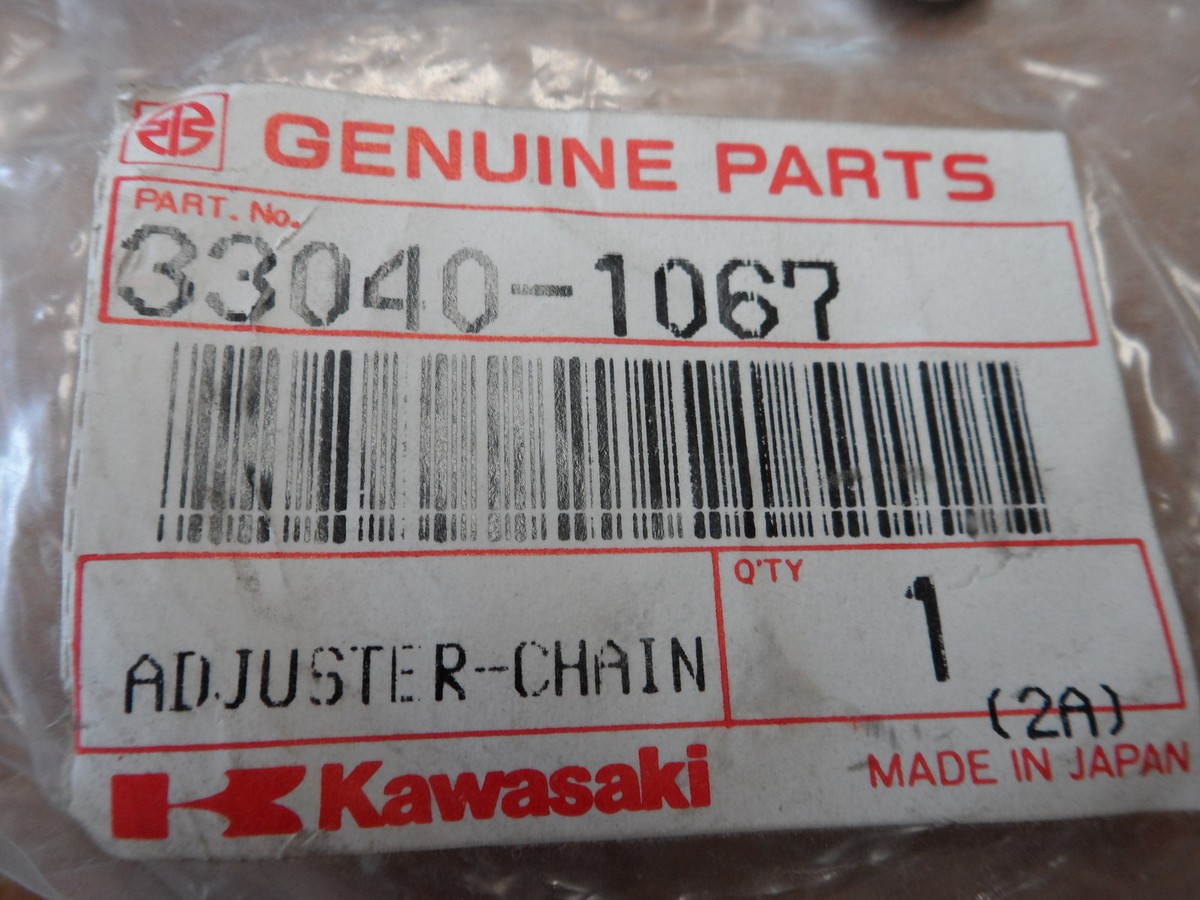 GENUINE PARTS
PART. No.
33040-1067
ADJUSTER-CHAIN
Q'TY
1
(2A)
Kawasaki
MADE IN JAPAN